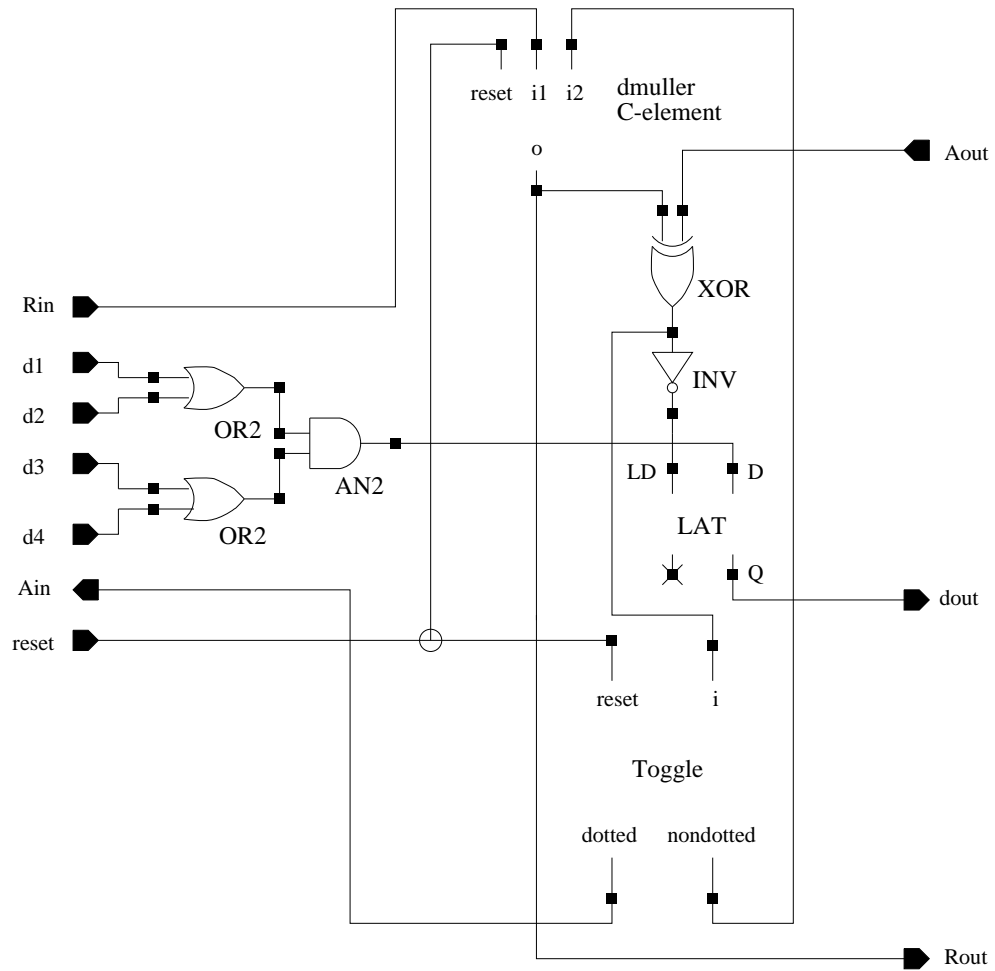 reset i1 i2
dmuller
C-element
o
Aout
Rin
XOR
d1
INV
d2
OR2
d3
AN2
LD
D
d4
OR2
LAT
Ain
Q
dout
reset
reset
i
Toggle
dotted
nondotted
Rout